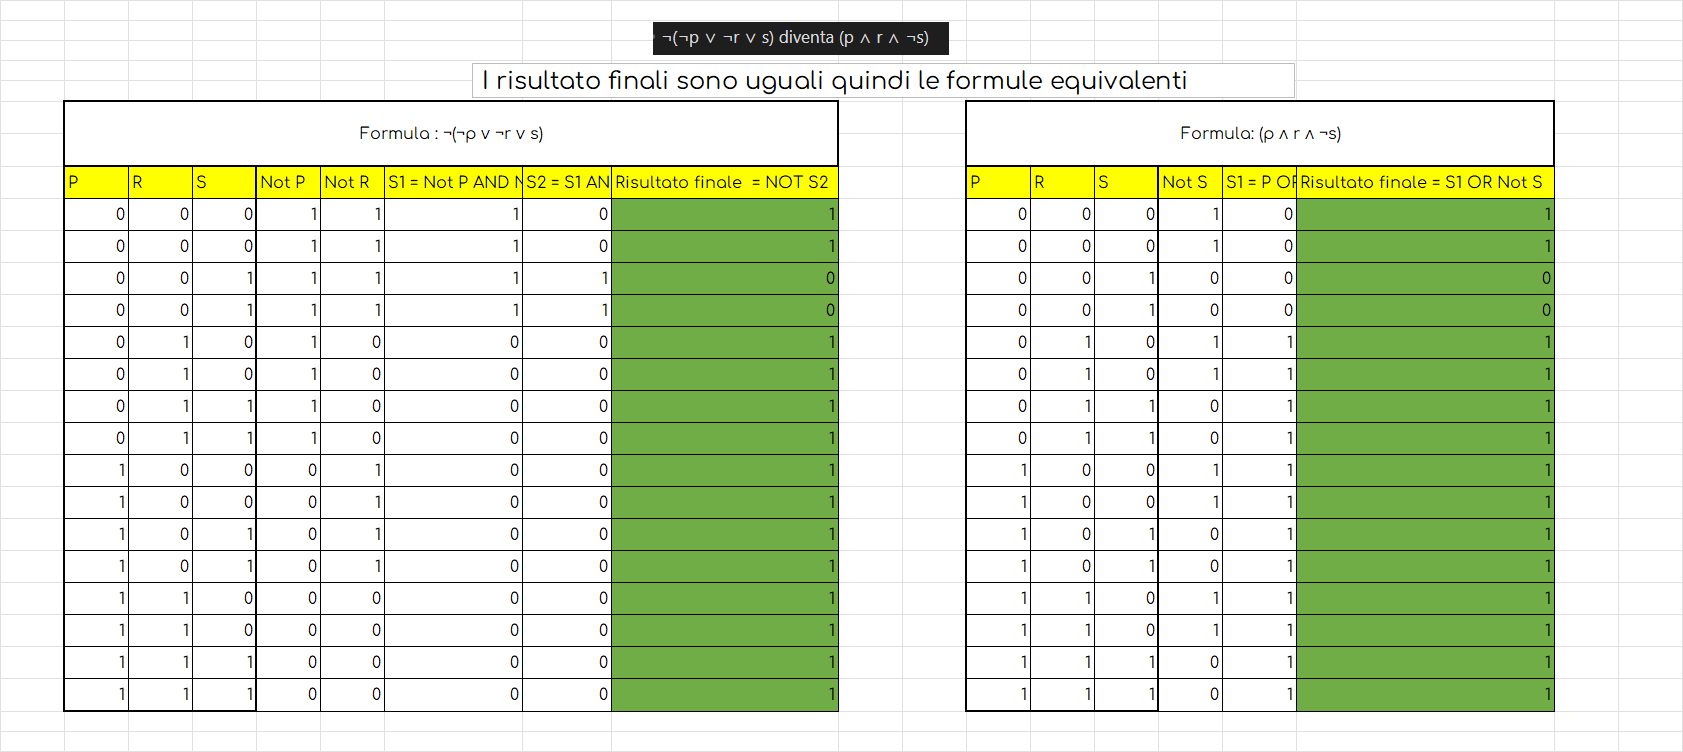 ¬(¬p ∨ ¬r ∨ s) diventa (p ∧ r ∧ ¬s)
I risultato finali sono uguali quindi le formule equivalenti
Formula : ¬(¬p ∨ ¬r ∨ s)
P R S Not P Not R S1 = Not P AND N S2 = S1 AN Risultato finale = NOT S2
0 0 0 1 1 1 0 1
0 0 0 1 1 1 0 1
0 0 1 1 1 1 1 0
0 0 1 1 1 1 1 0
0 1 0 1 0 0 0 1
0 1 0 1 0 0 0 1
0 1 1 1 0 0 0 1
0 1 1 1 0 0 0 1
1 0 0 0 1 0 0 1
1 0 0 0 1 0 0 1
1 0 1 0 1 0 0 1
1 0 1 0 1 0 0 1
1 1 0 0 0 0 0 1
1 1 0 0 0 0 0 1
1 1 1 0 0 0 0 1
1 1 1 0 0 0 0 1
Formula: (p ∧ r ∧ ¬s)
P R S Not S S1 = P OF Risultato finale = S1 OR Not S
0 0 0 1 0 1
0 0 0 1 0 1
0 0 1 0 0 0
0 0 1 0 0 0
0 1 0 1 1 1
0 1 0 1 1 1
0 1 1 0 1 1
0 1 1 0 1 1
1 0 0 1 1 1
1 0 0 1 1 1
1 0 1 0 1 1
1 0 1 0 1 1
1 1 0 1 1 1
1 1 0 1 1 1
1 1 1 0 1 1
1 1 1 0 1 1